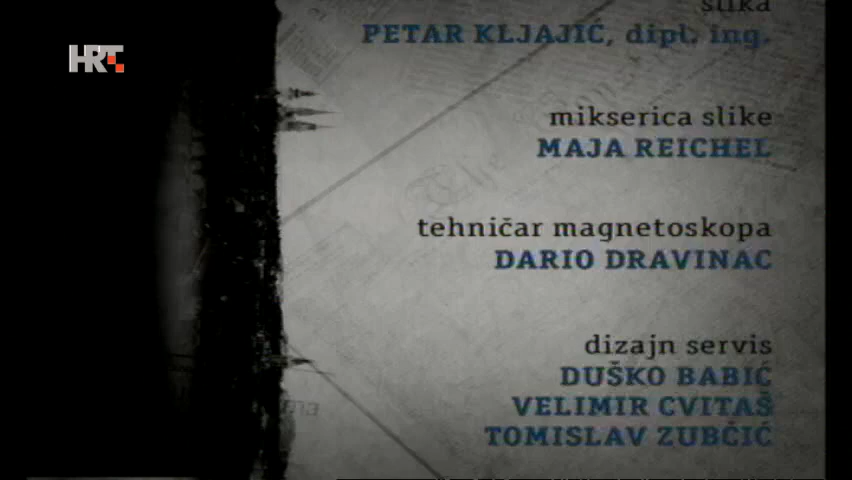 HRT
slika
PETAR KLJAJIĆ, dipl. ing.
mikserica slike
MAJA REICHEL
tehničar magnetoskopa
DARIO DRAVINAC
dizajn servis
DUŠKO BABIĆ
VELIMIR CVITAŠ
TOMISLAV ZUBČIĆ